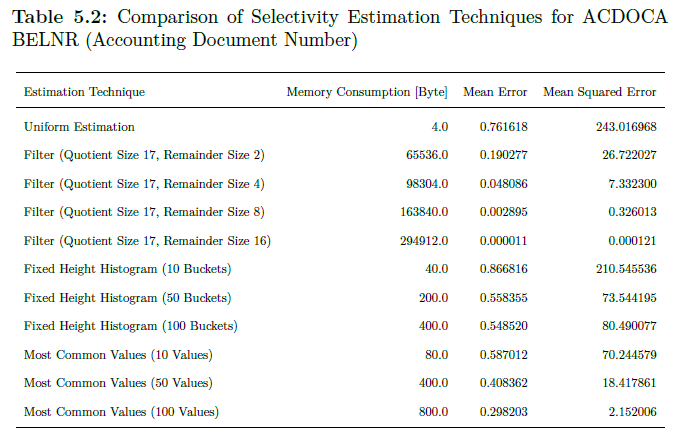 Table 5.2: Comparison of Selectivity Estimation Techniques for ACDOCA
BELNR (Accounting Document Number)
Estimation Technique Memory Consumption [Byte] Mean Error Mean Squared Error
Uniform Estimation 4.0 0.761618 243.016968
Filter (Quotient Size 17, Remainder Size 2) 65536.0 0.190277 26.722027
Filter (Quotient Size 17, Remainder Size 4) 98304.0 0.048086 7.332300
Filter (Quotient Size 17, Remainder Size 8) 163840.0 0.002895 0.326013
Filter (Quotient Size 17, Remainder Size 16) 294912.0 0.000011 0.000121
Fixed Height Histogram (10 Buckets) 40.0 0.866816 210.545536
Fixed Height Histogram (50 Buckets) 200.0 0.558355 73.544195
Fixed Height Histogram (100 Buckets) 400.0 0.548520 80.490077
Most Common Values (10 Values) 80.0 0.587012 70.244579
Most Common Values (50 Values) 400.0 0.408362 18.417861
Most Common Values (100 Values) 800.0 0.298203 2.152006